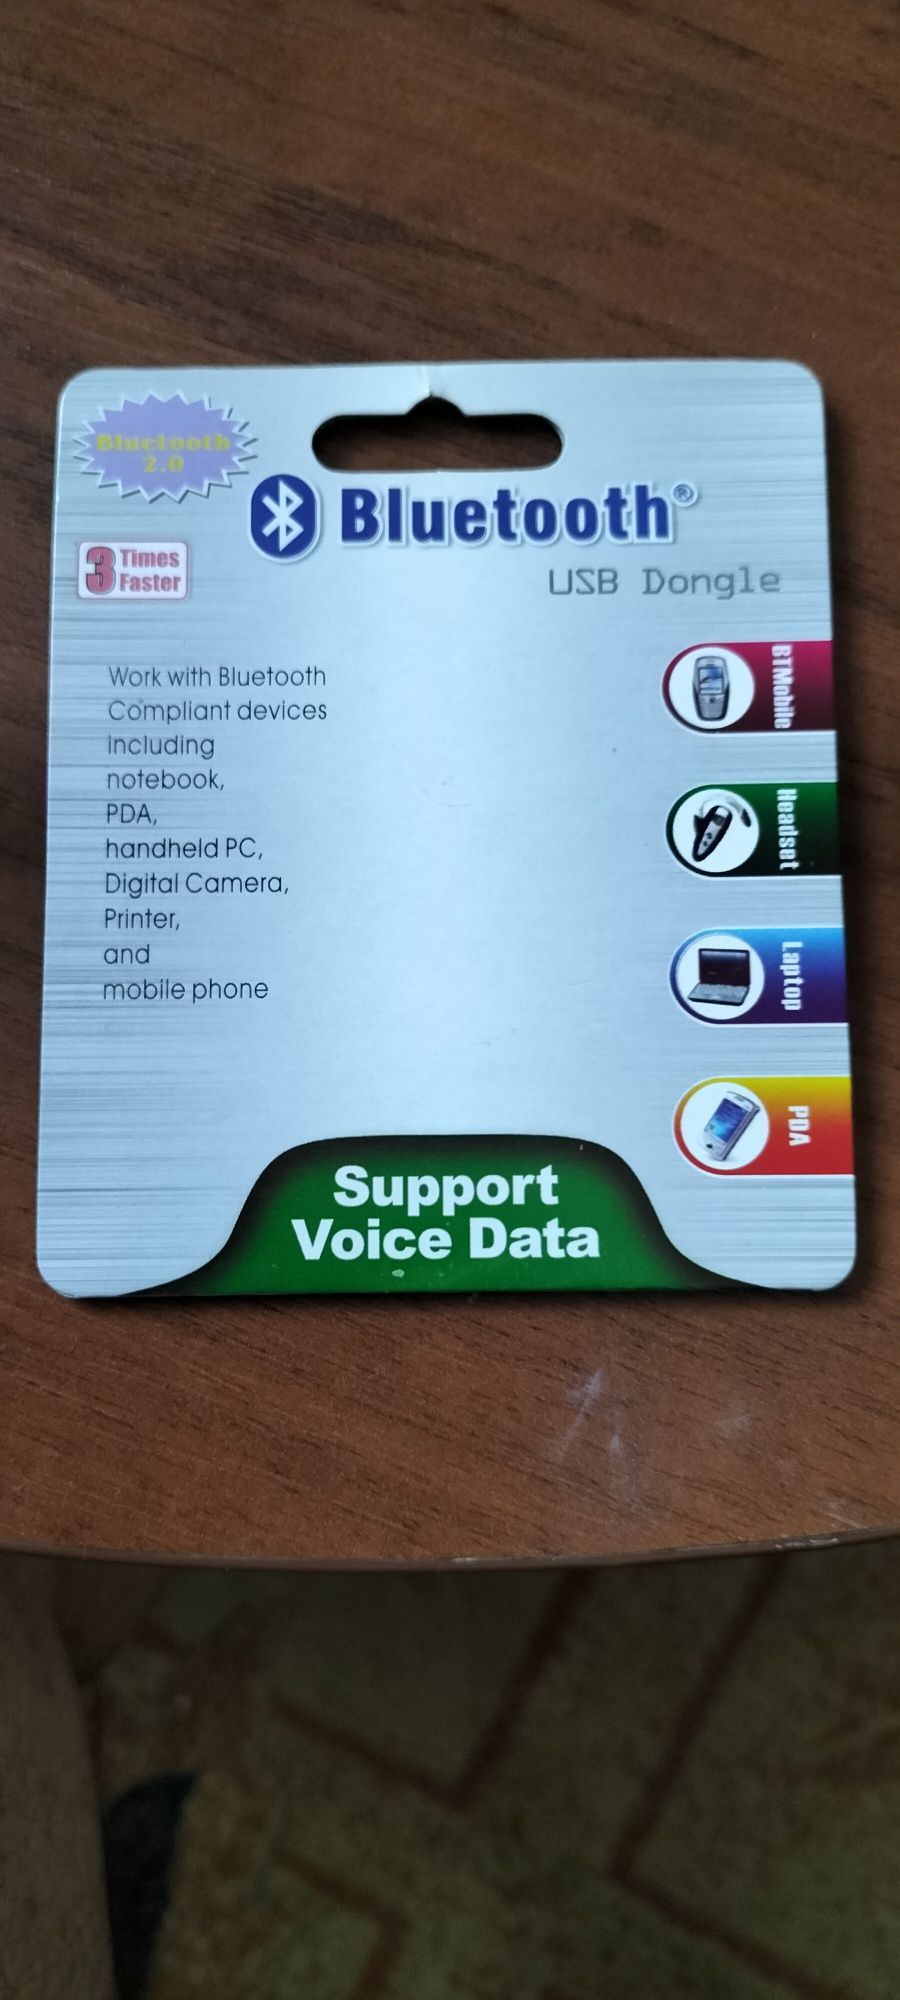 Bluetooth
2.0
Bluetooth®
3 Times
Faster
USB Dongle
Work with Bluetooth
Compliant devices
including
notebook,
PDA,
handheld PC,
Digital Camera,
Printer,
and
mobile phone
BTMobile
Headset
Laptop
PDA
Support
Voice Data